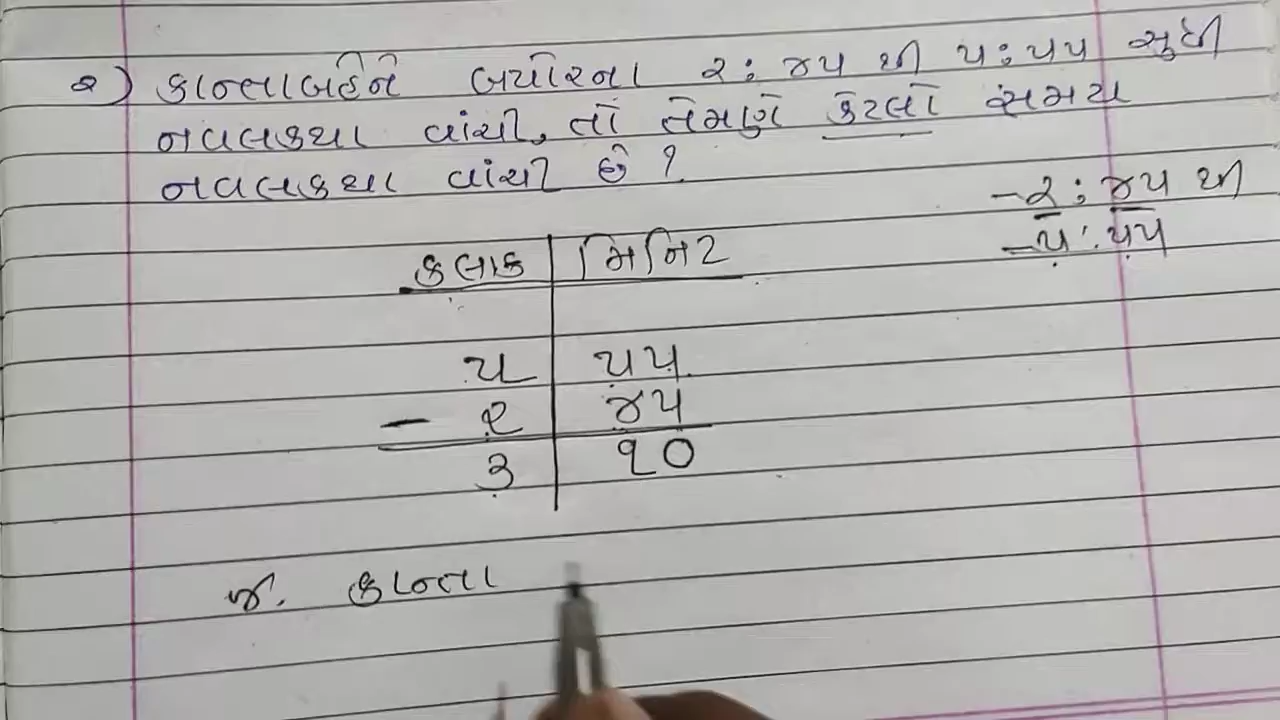 ૨) કાન્તાબહેને બપોરના ૨ : ૪૫ થી ૫ : ૫૫ સુધી
નવલકથા વાંચી, તો તેમણે કેટલો સમય
નવલકથા વાંચી છે ?
- ૨ : ૪૫ થી
- ૫ : ૫૫
કલાક | મિનિટ
૫ | ૫૫
- ૨ | ૪૫
૩ | ૧૦
જ. કાન્તા